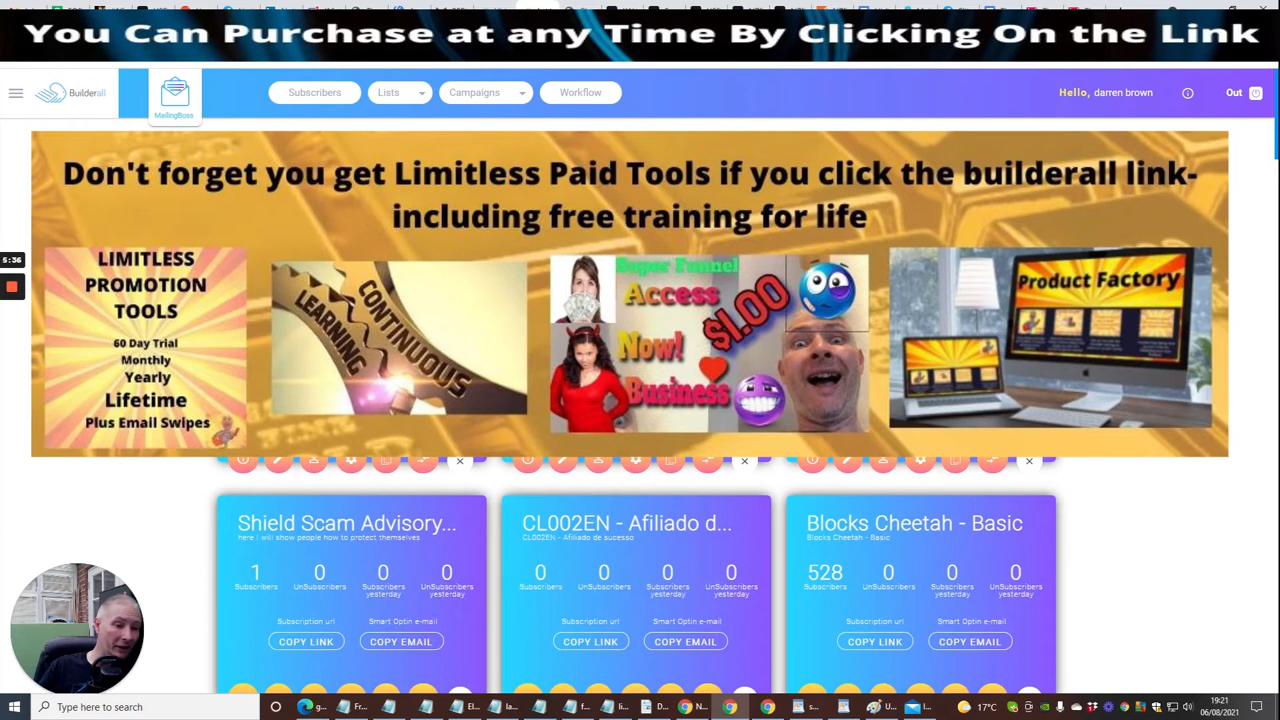 You Can Purchase at any Time By Clicking On the Link
Builderall
MailingBoss
Subscribers
Lists
Campaigns
Workflow
Hello, darren brown
Out
Don't forget you get Limitless Paid Tools if you click the builderall link-
including free training for life
5:36
LIMITLESS
PROMOTION
TOOLS
60 Day Trial
Monthly
Yearly
Lifetime
Plus Email Swipes
CONTINUOUS
LEARNING
Super Funnel
Access
$1.00
Now!
Business
Product Factory
Shield Scam Advisory...
here i will show people how to protect themselves
1 0 0 0
Subscribers UnSubscribers Subscribers UnSubscribers
yesterday yesterday
Subscription url Smart Optin e-mail
COPY LINK COPY EMAIL
CL002EN - Afiliado d...
CL002EN - Afiliado de sucesso
0 0 0 0
Subscribers UnSubscribers Subscribers UnSubscribers
yesterday yesterday
Subscription url Smart Optin e-mail
COPY LINK COPY EMAIL
Blocks Cheetah - Basic
Blocks Cheetah - Basic
528 0 0 0
Subscribers UnSubscribers Subscribers UnSubscribers
yesterday yesterday
Subscription url Smart Optin e-mail
COPY LINK COPY EMAIL
Type here to search
17°C
19:21
06/08/2021